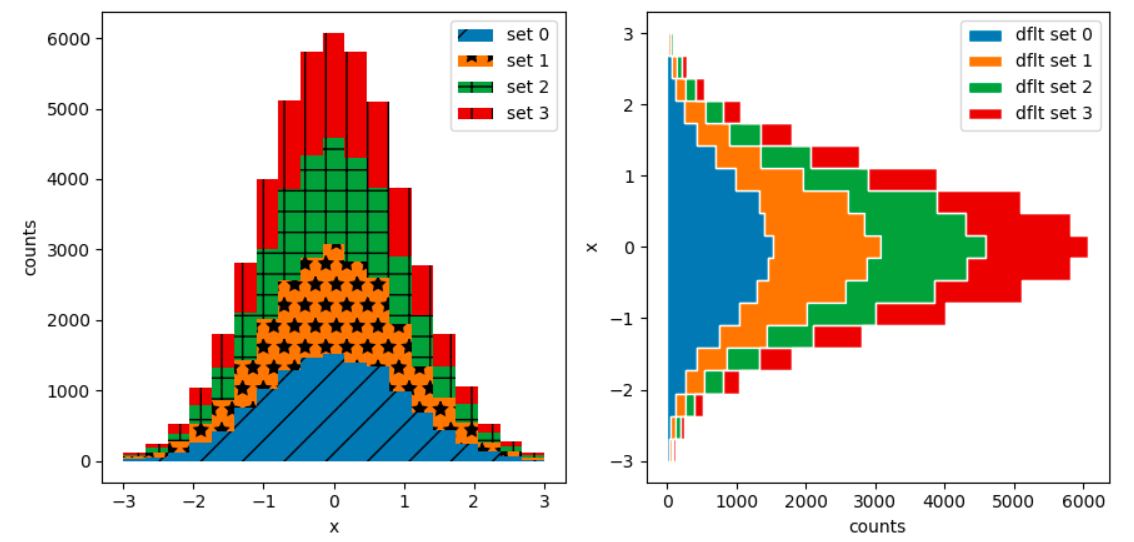 set 0
set 1
set 2
set 3
counts
6000
5000
4000
3000
2000
1000
0
−3
−2
−1
0
1
2
3
x
dflt set 0
dflt set 1
dflt set 2
dflt set 3
x
3
2
1
0
−1
−2
−3
0
1000
2000
3000
4000
5000
6000
counts